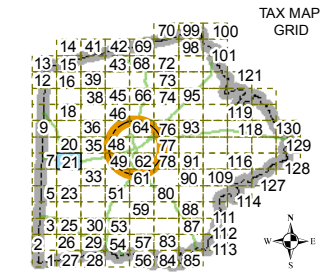 TAX MAP
GRID
70 99 100
14 41 42 69 98
101
13 15 43 68 72
121
12 16 39 73
38 45 66 74 95
119
18 46
9 36 64 76 93 118 130
20 35 48 77 129
7 21 49 62 78 91 116 128
33 61 90 109
127
5 23 51 80
114
59 88
111
3 25 30 53 87
112
2 26 29 54 57 83
113
1 27 28 56 84 85
N
W E
S